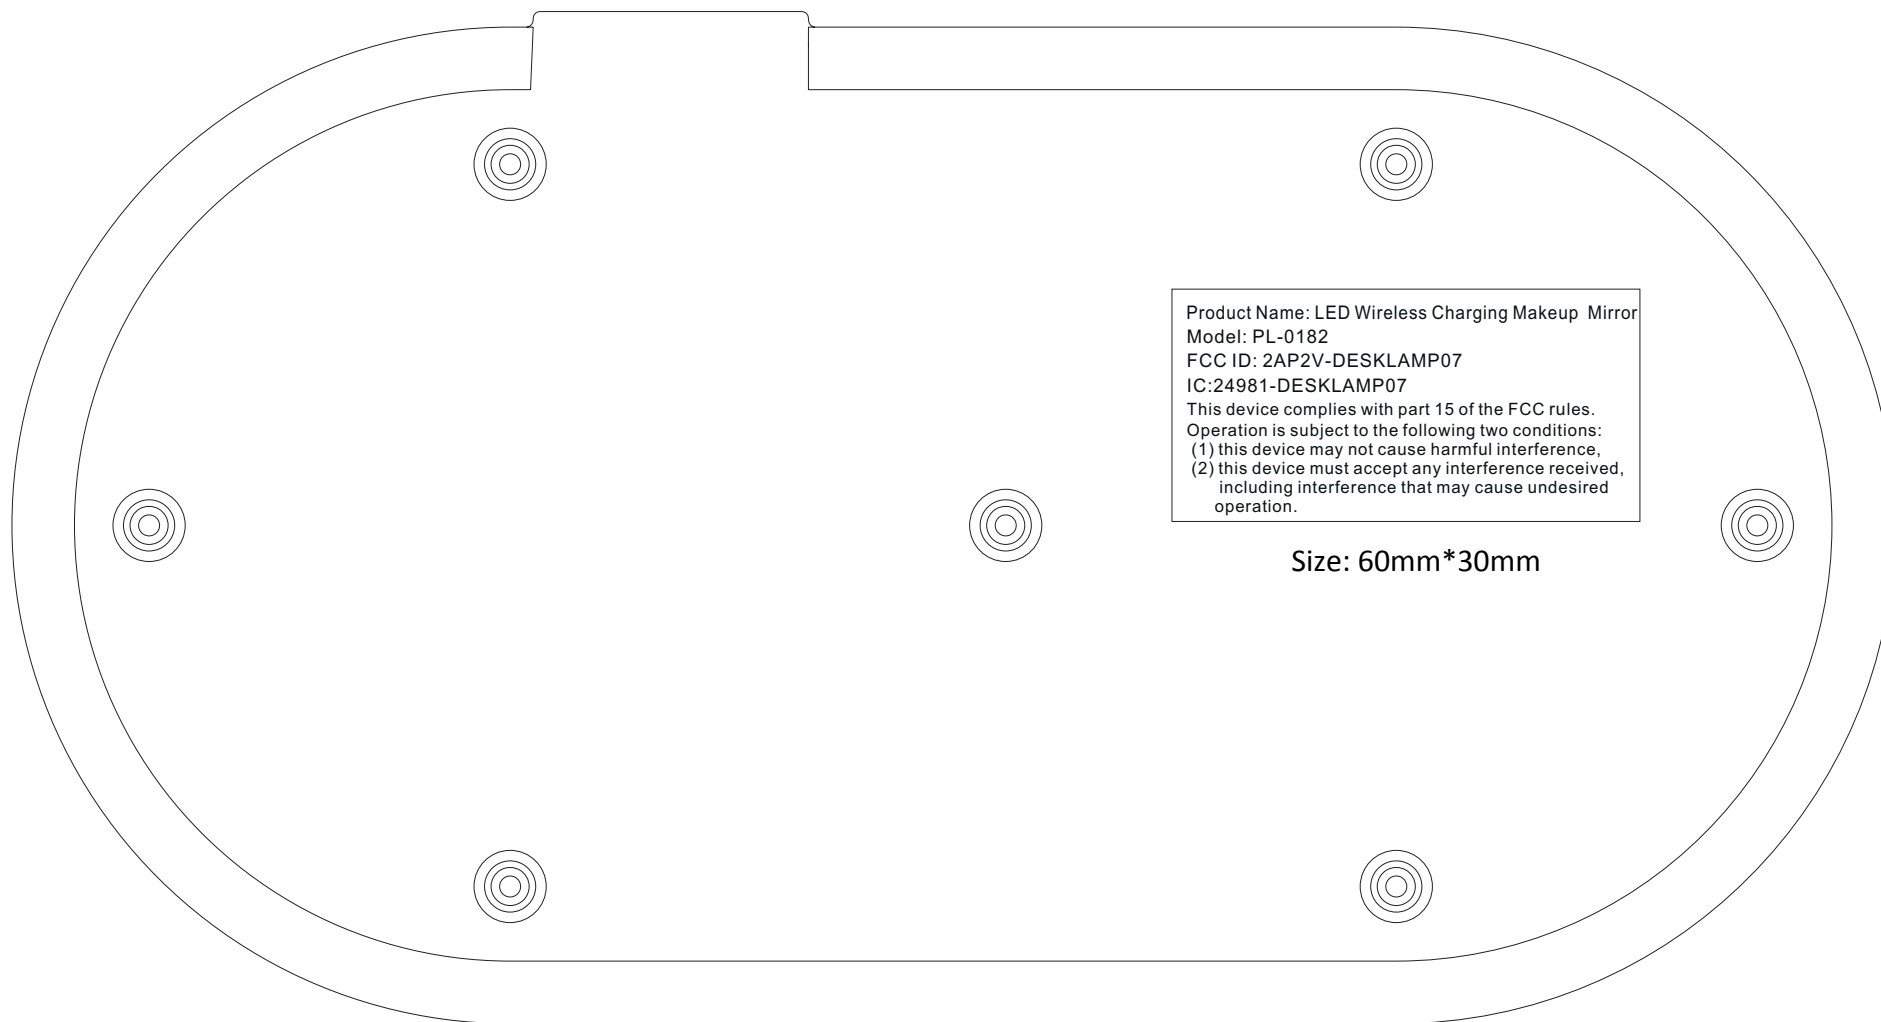 Product Name: LED Wireless Charging Makeup Mirror
Model: PL-0182
FCC ID: 2AP2V-DESKLAMP07
IC:24981-DESKLAMP07
This device complies with part 15 of the FCC rules.
Operation is subject to the following two conditions:
(1) this device may not cause harmful interference,
(2) this device must accept any interference received,
including interference that may cause undesired
operation.
Size: 60mm*30mm